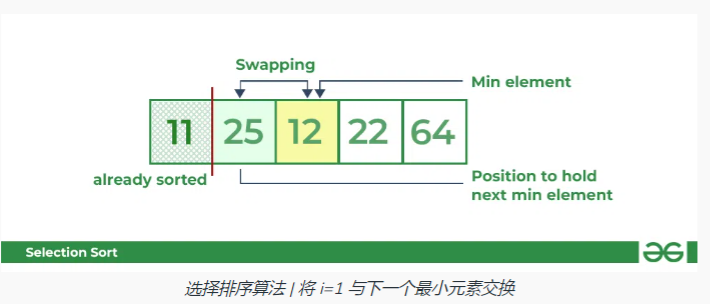 Swapping
Min element
11 25 12 22 64
already sorted
Position to hold
next min element
Selection Sort
选择排序算法 | 将 i=1 与下一个最小元素交换